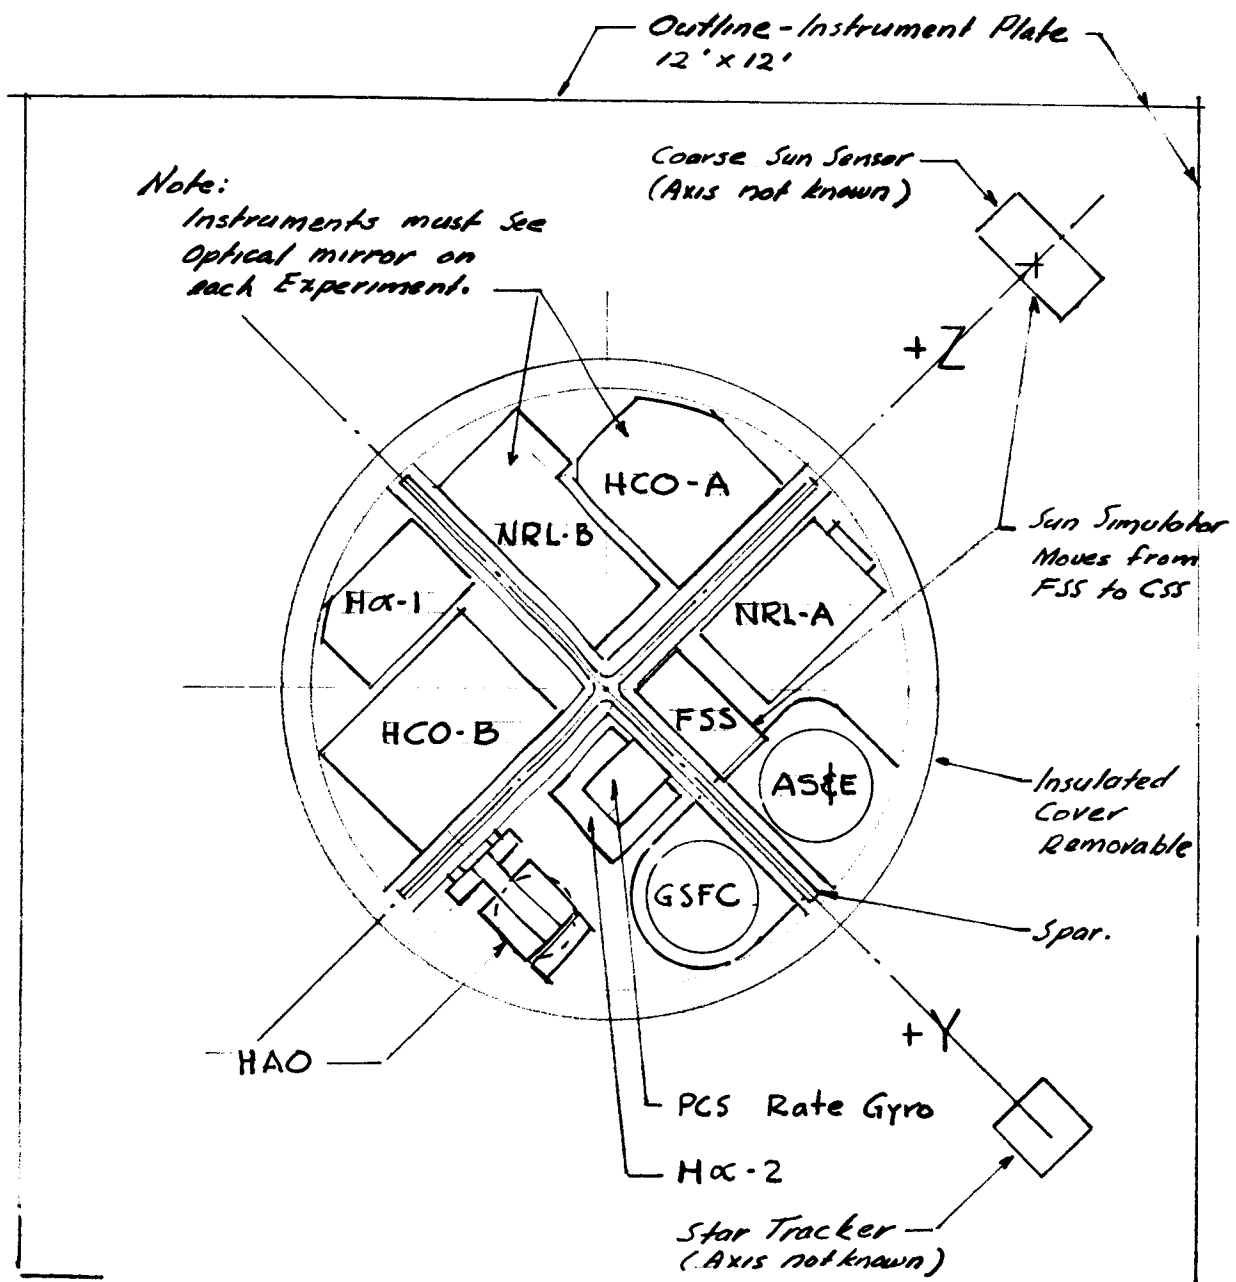 Outline-Instrument Plate
12' x 12'
Coarse Sun Sensor
(Axis not known)
Note:
Instruments must See
Optical mirror on
each Experiment.
+Z
HCO-A
NRL-B
Sun Simulator
Moves from
FSS to CSS
Hα-1
NRL-A
FSS
HCO-B
AS&E
Insulated
Cover
Removable
GSFC
Spar.
+Y
HAO
PCS Rate Gyro
Hα-2
Star Tracker
(Axis not known)